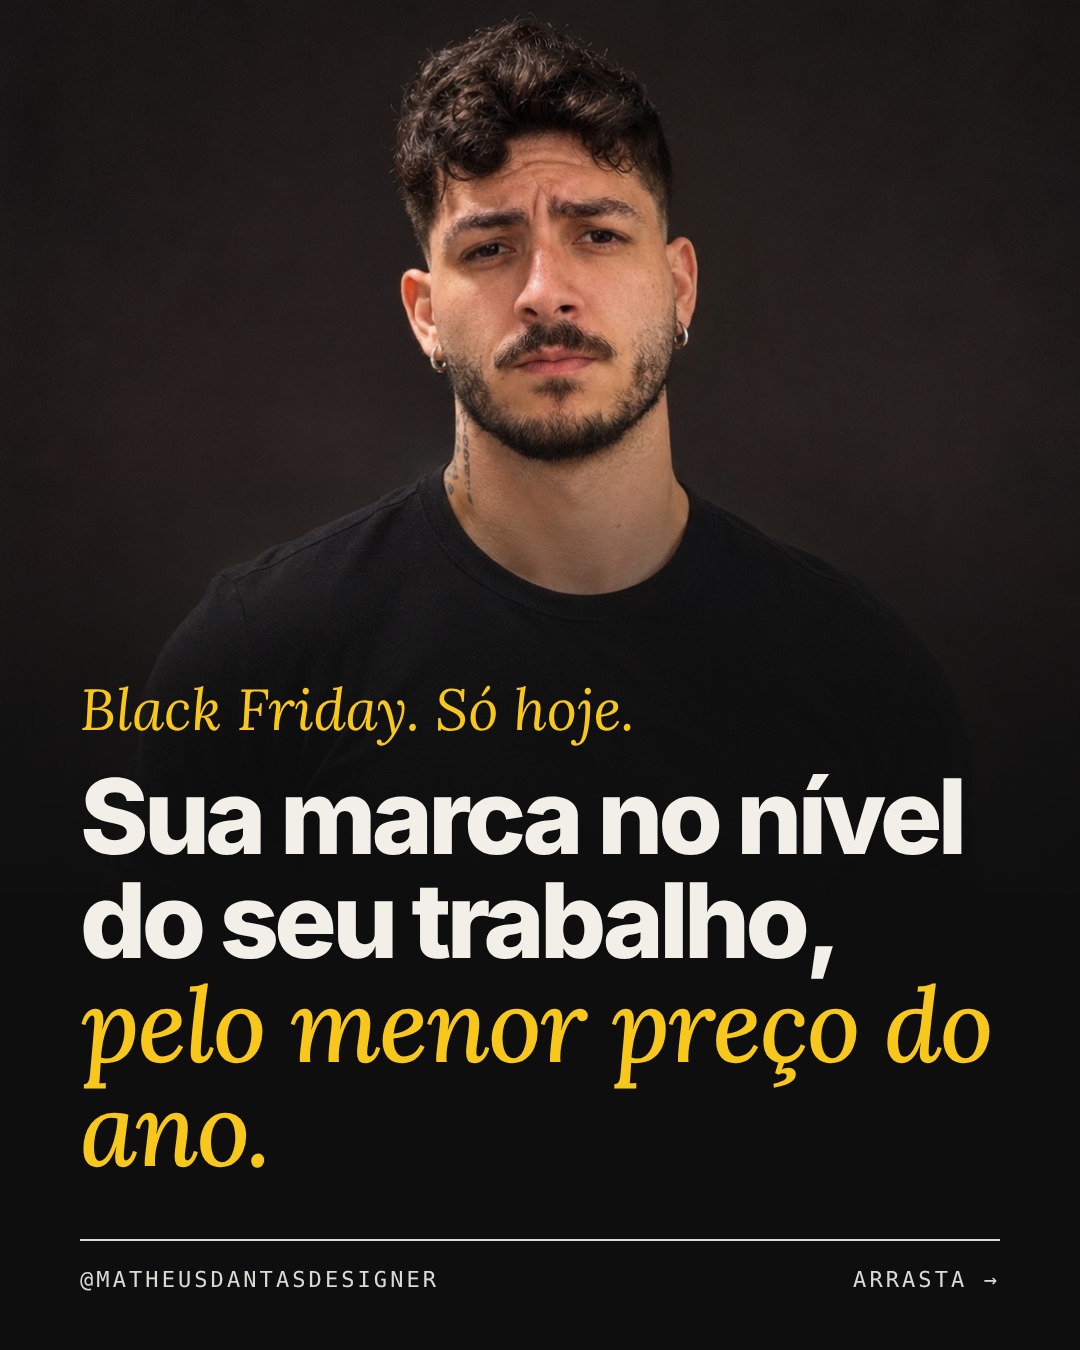 Black Friday. Só hoje.
Sua marca no nível
do seu trabalho,
pelo menor preço do
ano.
@MATHEUSDANTASDESIGNER
ARRASTA →